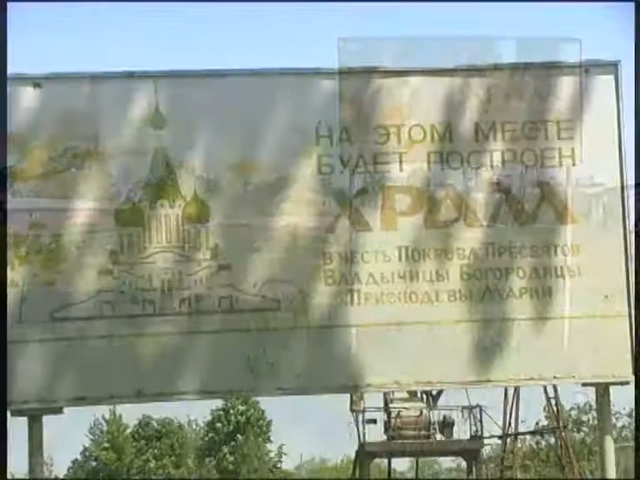 НА ЭТОМ МЕСТЕ
БУДЕТ ПОСТРОЕН
ХРАМ
В ЧЕСТЬ ПОКРОВА ПРЕСВЯТОЙ
ВЛАДЫЧИЦЫ БОГОРОДИЦЫ
И ПРИСНОДЕВЫ МАРИИ